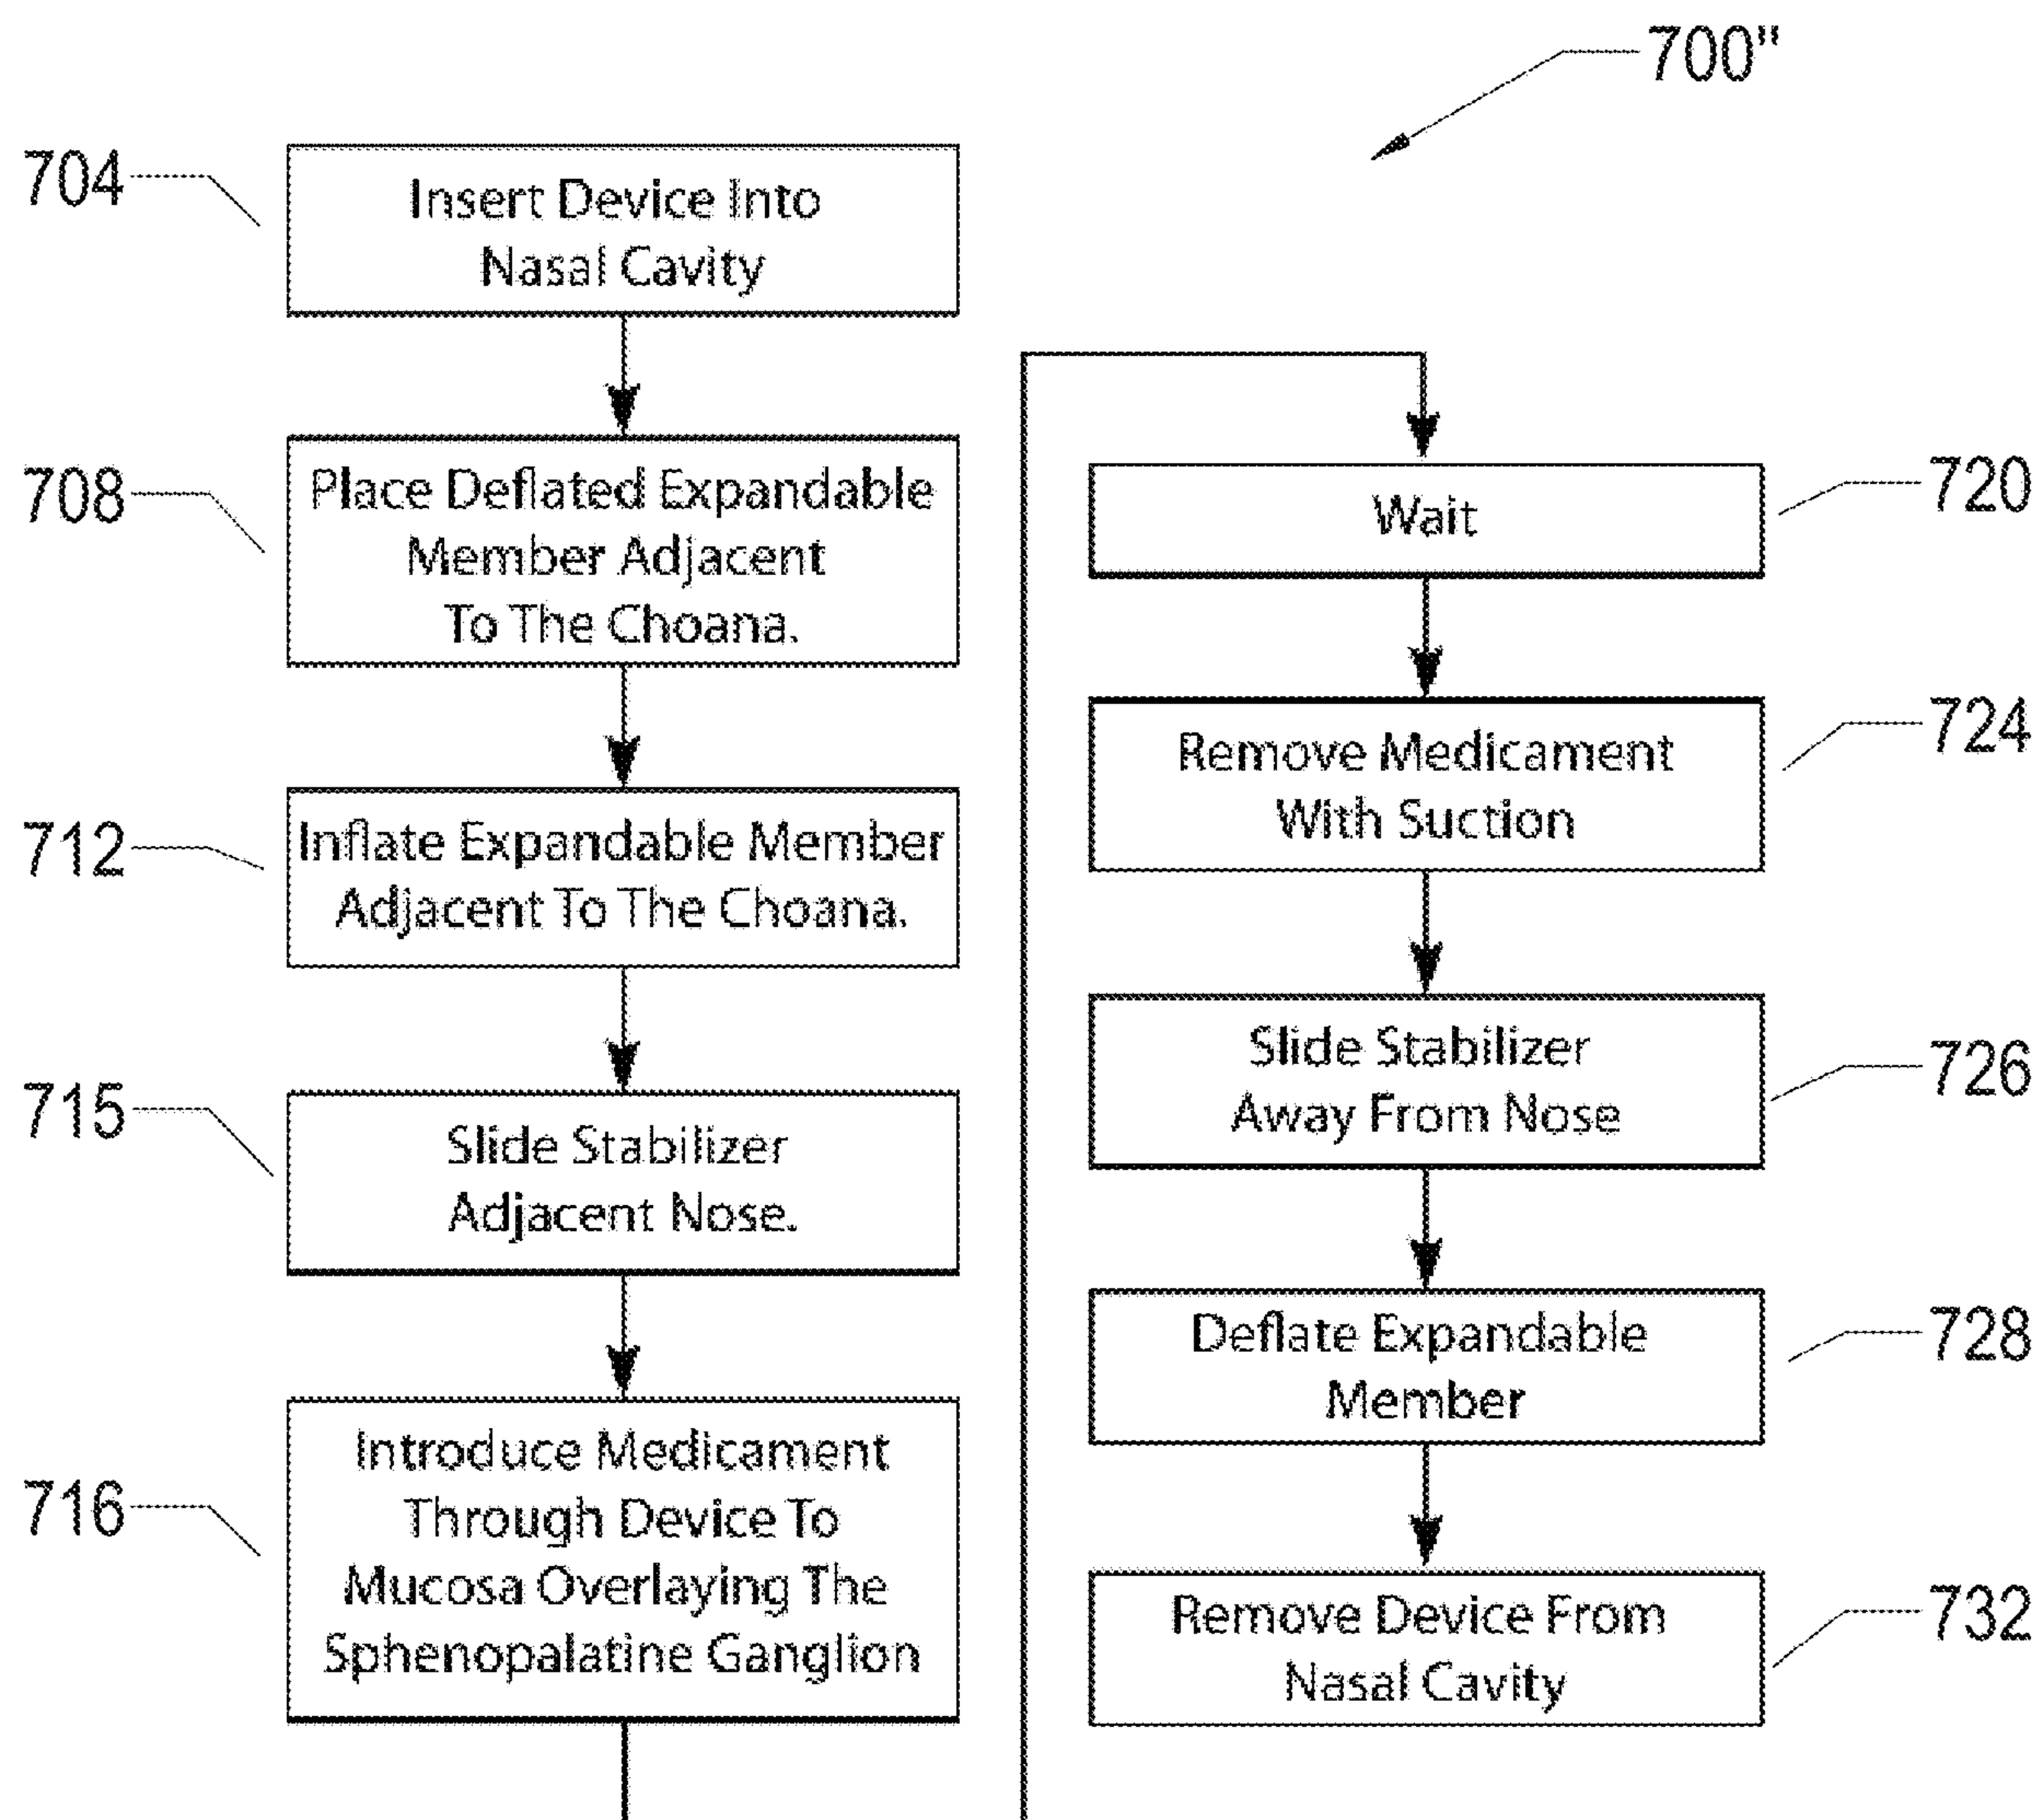 700"
704
Insert Device Into
Nasal Cavity
708
Place Deflated Expandable
Member Adjacent
To The Choana.
712
Inflate Expandable Member
Adjacent To The Choana.
715
Slide Stabilizer
Adjacent Nose.
716
Introduce Medicament
Through Device To
Mucosa Overlaying The
Sphenopalatine Ganglion
Wait
720
Remove Medicament
With Suction
724
Slide Stabilizer
Away From Nose
726
Deflate Expandable
Member
728
Remove Device From
Nasal Cavity
732